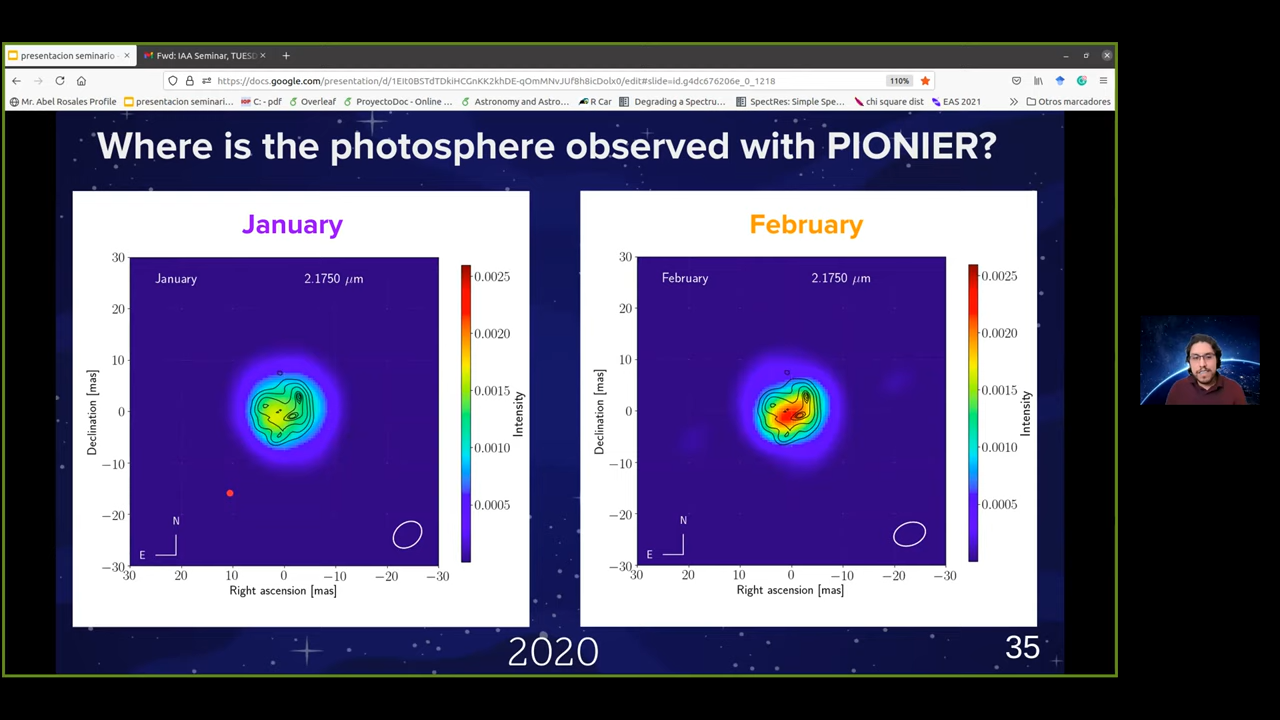 presentacion seminario
Fwd: IAA Seminar, TUESD
https://docs.google.com/presentation/d/1EIt0BSTdTDkiHCGnKK2khDE-qOmMNvJUf8h8icDolx0/edit#slide=id.g4dc676206e_0_1218
110%
Mr. Abel Rosales Profile
presentacion seminari...
C: - pdf
Overleaf
ProyectoDoc - Online ...
Astronomy and Astro...
R Car
Degrading a Spectru...
SpectRes: Simple Spe...
chi square dist
EAS 2021
Otros marcadores
Where is the photosphere observed with PIONIER?
January
January 2.1750 μm
30
20
10
0
−10
−20
−30
Declination [mas]
N
E
30 20 10 0 −10 −20 −30
Right ascension [mas]
0.0025
0.0020
0.0015
0.0010
0.0005
Intensity
February
February 2.1750 μm
30
20
10
0
−10
−20
−30
Declination [mas]
N
E
30 20 10 0 −10 −20 −30
Right ascension [mas]
0.0025
0.0020
0.0015
0.0010
0.0005
Intensity
2020
35